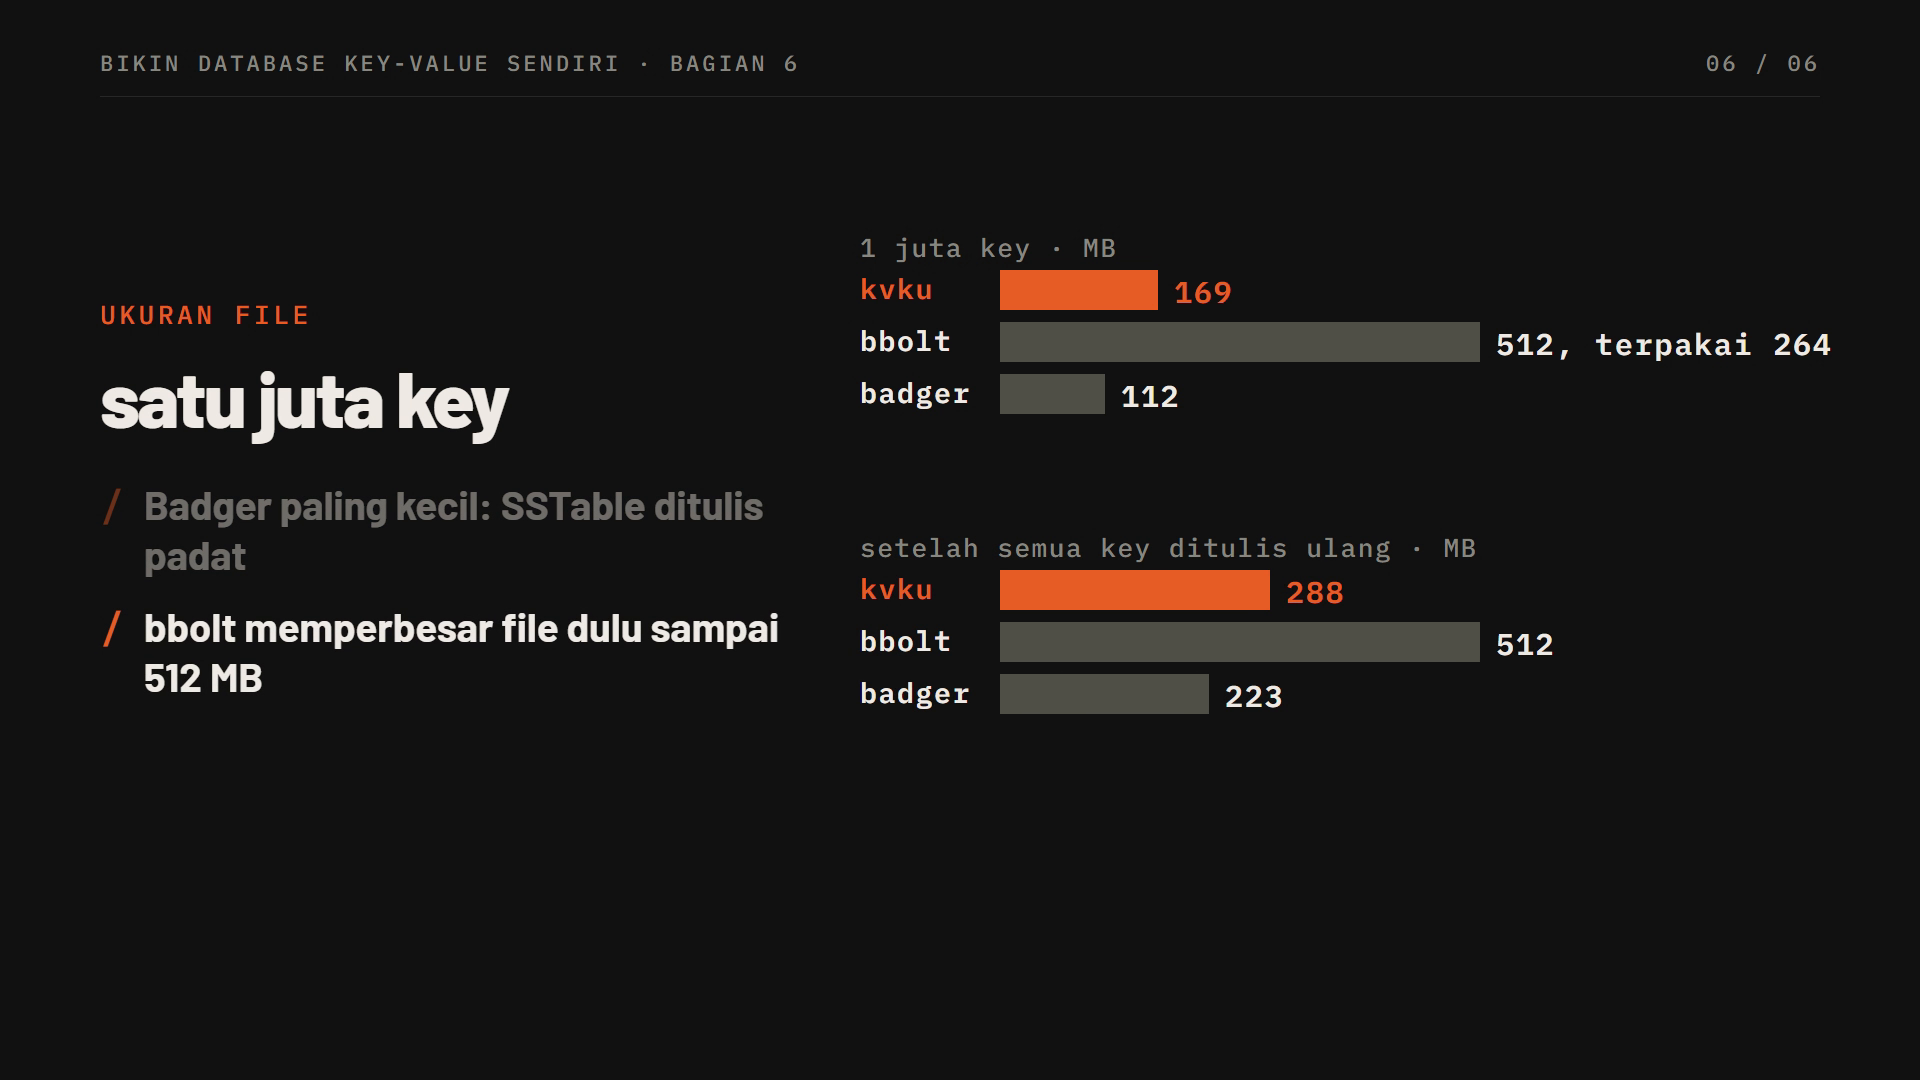 BIKIN DATABASE KEY-VALUE SENDIRI · BAGIAN 6
06 / 06
UKURAN FILE
satu juta key
/ Badger paling kecil: SSTable ditulis
padat
/ bbolt memperbesar file dulu sampai
512 MB
1 juta key · MB
kvku 169
bbolt 512, terpakai 264
badger 112
setelah semua key ditulis ulang · MB
kvku 288
bbolt 512
badger 223